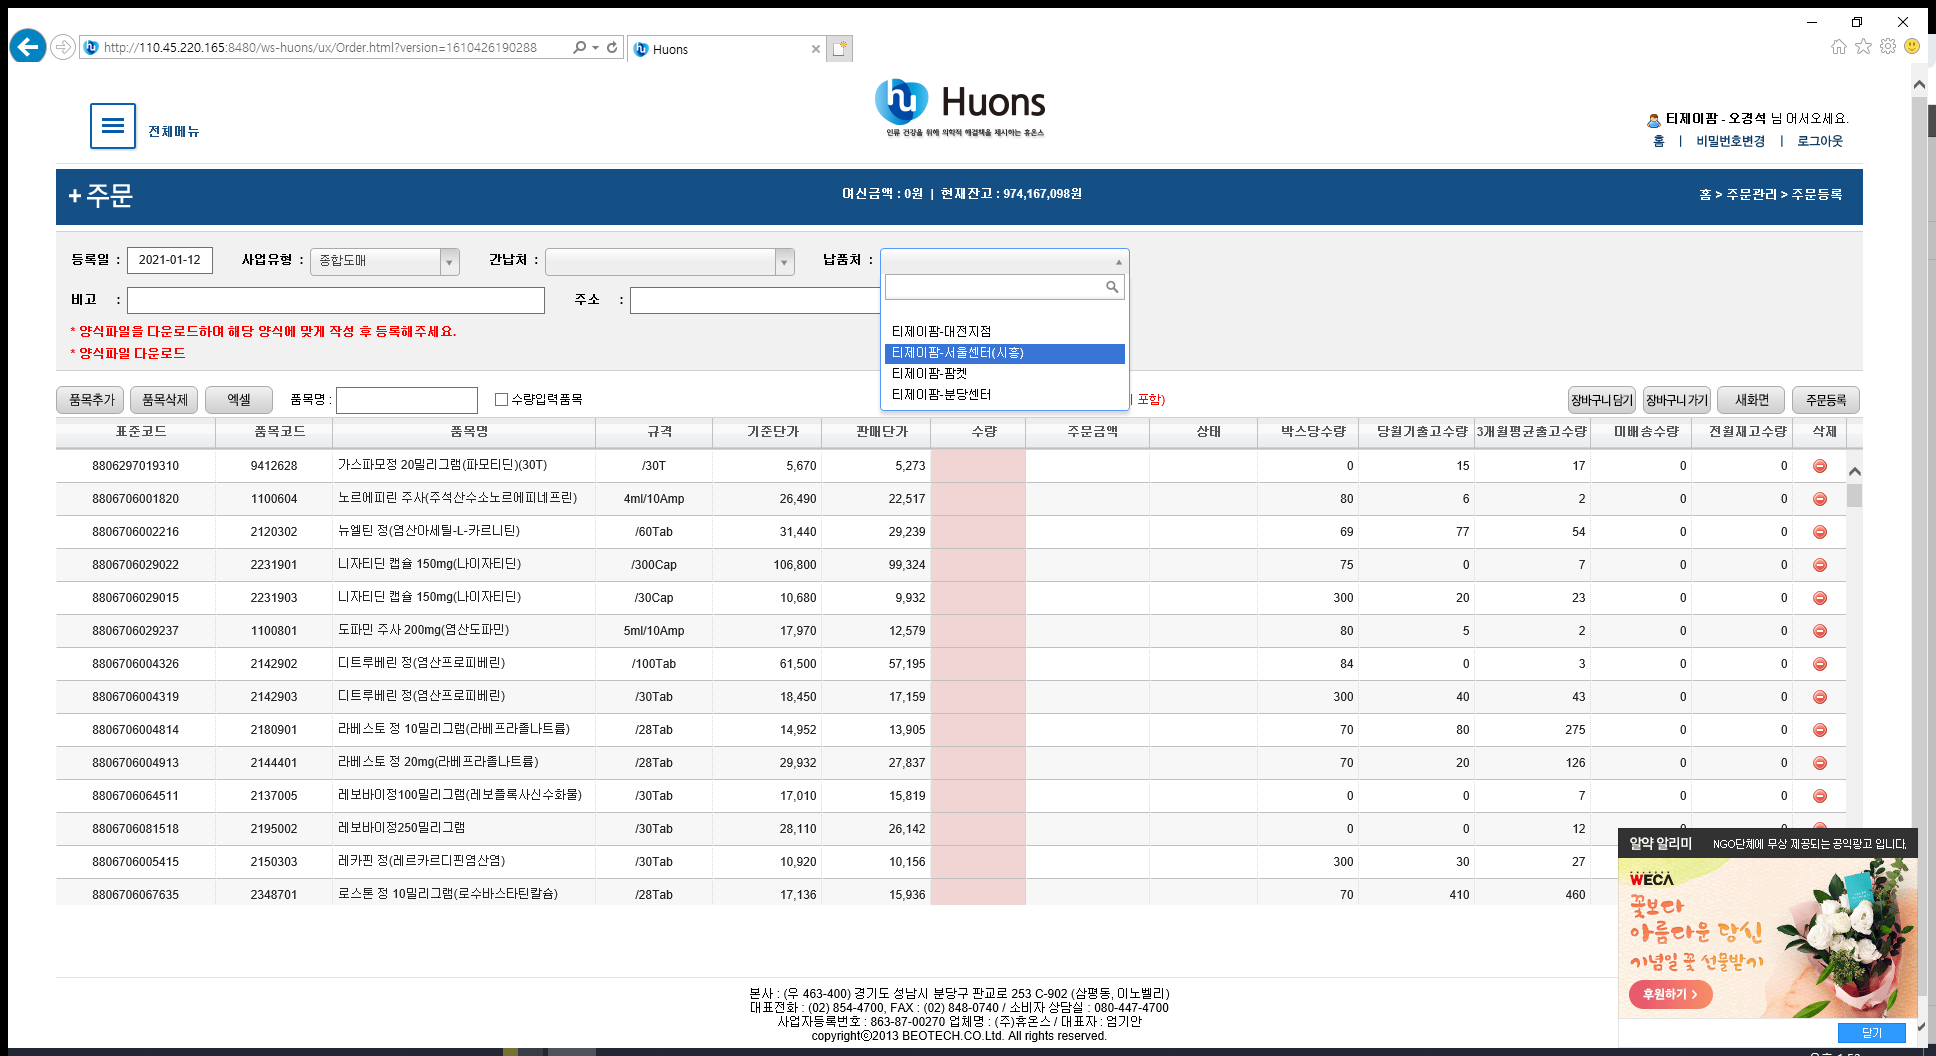 http://110.45.220.165:8480/ws-huons/ux/Order.html?version=1610426190288
Huons
전체메뉴
hu Huons
인류 건강을 위해 의학적 해결책을 제시하는 휴온스
티제이팜 - 오경석 님 어서오세요.
홈 | 비밀번호변경 | 로그아웃
+ 주문
여신금액 : 0원 | 현재잔고 : 974,167,098원
홈 > 주문관리 > 주문등록
등록일 : 2021-01-12 사업유형 : 종합도매 간납처 : 납품처 :
비고 : 주소 :
* 양식파일을 다운로드하여 해당 양식에 맞게 작성 후 등록해주세요.
* 양식파일 다운로드
티제이팜-대전지점
티제이팜-서울센터(시흥)
티제이팜-팜켓
티제이팜-분당센터
품목추가 품목삭제 엑셀 품목명 : 수량입력품목 포함) 장바구니담기 장바구니가기 새화면 주문등록
표준코드 품목코드 품목명 규격 기준단가 판매단가 수량 주문금액 상태 박스당수량 당월기출고수량 3개월평균출고수량 미배송수량 전월재고수량 삭제
8806297019310 9412628 가스파모정 20밀리그램(파모티딘)(30T) /30T 5,670 5,273 0 15 17 0 0
8806706001820 1100604 노르에피린 주사(주석산수소노르에피네프린) 4ml/10Amp 26,490 22,517 80 6 2 0 0
8806706002216 2120302 뉴엘틴 정(염산아세틸-L-카르니틴) /60Tab 31,440 29,239 69 77 54 0 0
8806706029022 2231901 니자티딘 캡슐 150mg(나이자티딘) /300Cap 106,800 99,324 75 0 7 0 0
8806706029015 2231903 니자티딘 캡슐 150mg(나이자티딘) /30Cap 10,680 9,932 300 20 23 0 0
8806706029237 1100801 도파민 주사 200mg(염산도파민) 5ml/10Amp 17,970 12,579 80 5 2 0 0
8806706004326 2142902 디트루베린 정(염산프로피베린) /100Tab 61,500 57,195 84 0 3 0 0
8806706004319 2142903 디트루베린 정(염산프로피베린) /30Tab 18,450 17,159 300 40 43 0 0
8806706004814 2180901 라베스토 정 10밀리그램(라베프라졸나트륨) /28Tab 14,952 13,905 70 80 275 0 0
8806706004913 2144401 라베스토 정 20mg(라베프라졸나트륨) /28Tab 29,932 27,837 70 20 126 0 0
8806706064511 2137005 레보바이정100밀리그램(레보플록사신수화물) /30Tab 17,010 15,819 0 0 7 0 0
8806706081518 2195002 레보바이정250밀리그램 /30Tab 28,110 26,142 0 0 12
8806706005415 2150303 레카핀 정(레르카르디핀염산염) /30Tab 10,920 10,156 300 30 27
8806706067635 2348701 로스톤 정 10밀리그램(로수바스타틴칼슘) /28Tab 17,136 15,936 70 410 460
알약 알리미 NGO단체에 무상 제공되는 공익광고 입니다.
WECA
꽃보다
아름다운 당신
기념일 꽃 선물받기
후원하기 >
닫기
본사 : (우 463-400) 경기도 성남시 분당구 판교로 253 C-902 (삼평동, 이노벨리)
대표전화 : (02) 854-4700, FAX : (02) 848-0740 / 소비자 상담실 : 080-447-4700
사업자등록번호 : 863-87-00270 업체명 : (주)휴온스 / 대표자 : 엄기안
copyrightⓒ2013 BEOTECH.CO.Ltd. All rights reserved.